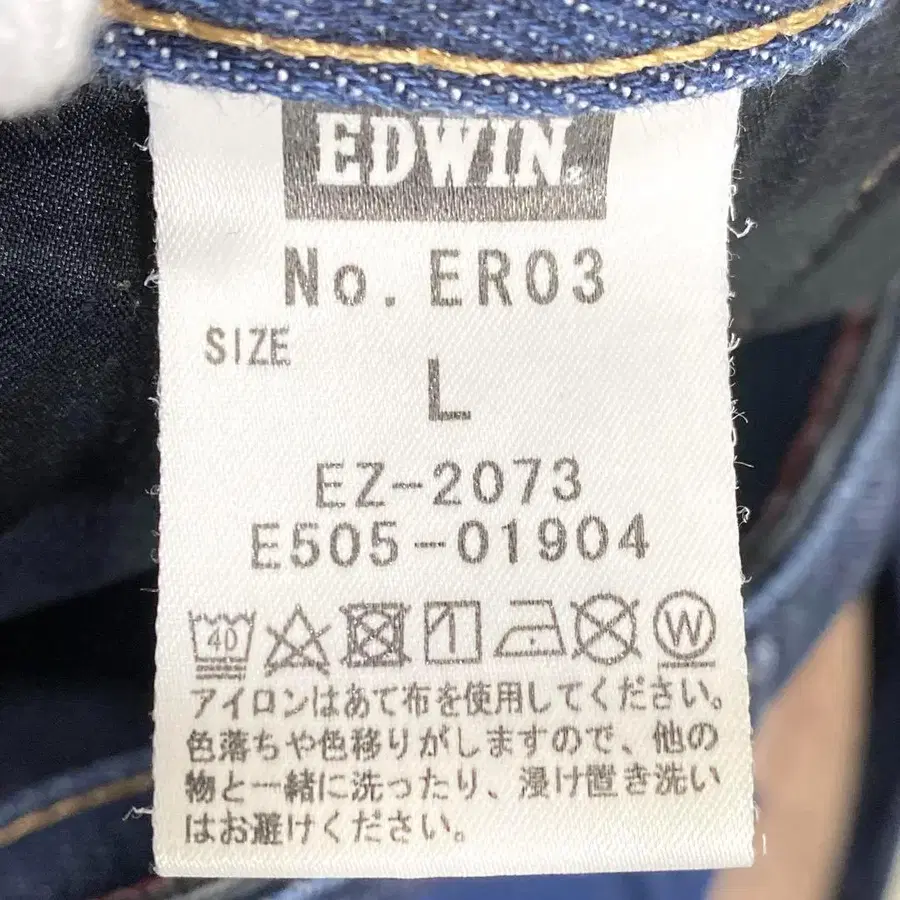 EDWIN®
No. ER03
SIZE
L
EZ-2073
E505-01904
40 1 W
アイロンはあて布を使用してください。
色落ちや色移りがしますので、他の
物と一緒に洗ったり、浸け置き洗い
はお避けください。